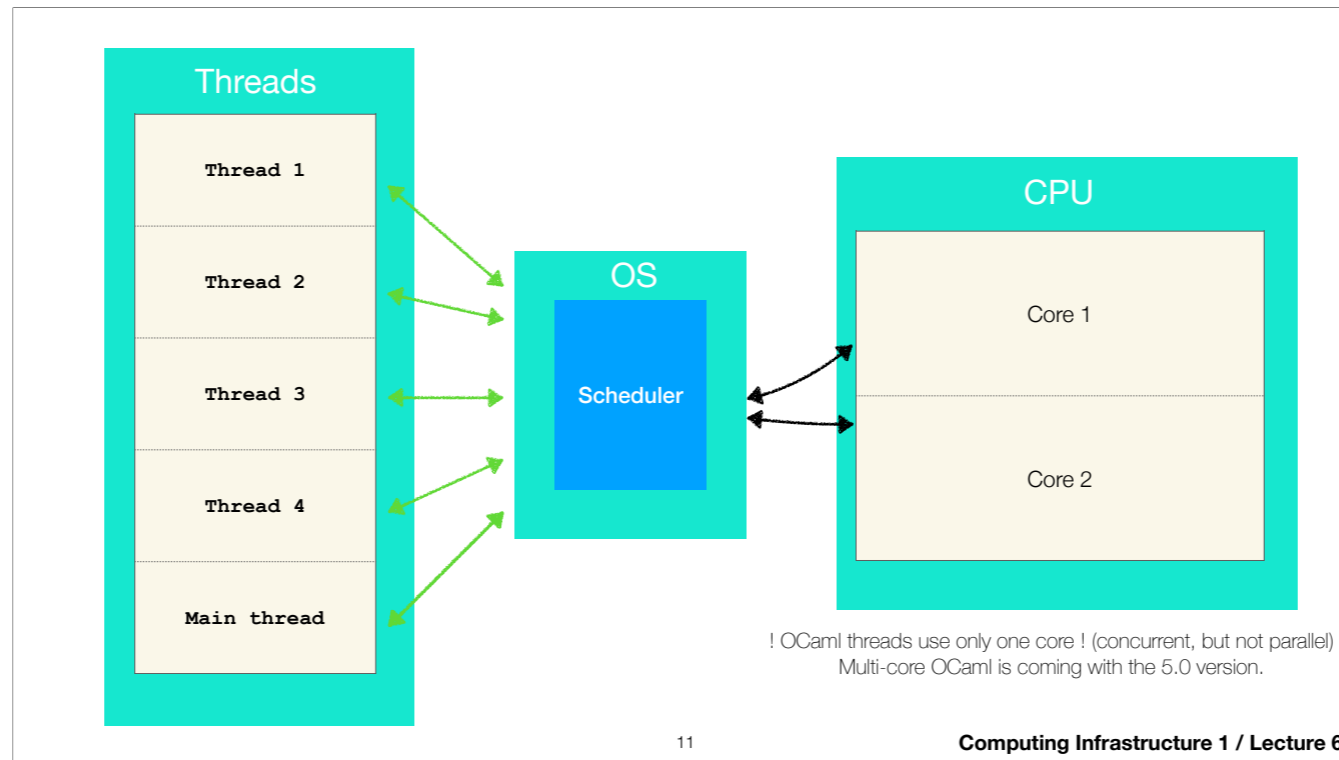 Threads
Thread 1
Thread 2
Thread 3
Thread 4
Main thread
OS
Scheduler
CPU
Core 1
Core 2
! OCaml threads use only one core ! (concurrent, but not parallel)
Multi-core OCaml is coming with the 5.0 version.
11
Computing Infrastructure 1 / Lecture 6